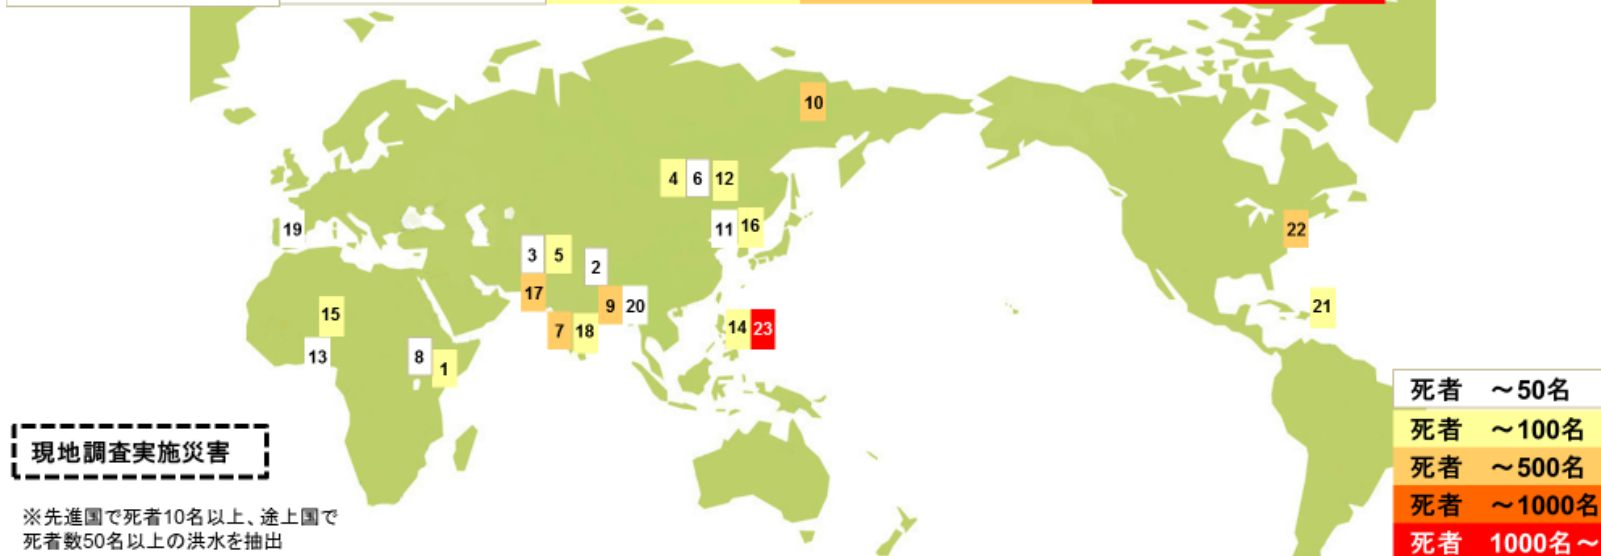 10
4 6 12
19
11 16
22
3 5
2
17
9 20
21
15
7 18
14 23
13
8
1
死者 ～50名
死者 ～100名
死者 ～500名
死者 ～1000名
死者 1000名～
現地調査実施災害
※先進国で死者10名以上、途上国で
死者数50名以上の洪水を抽出